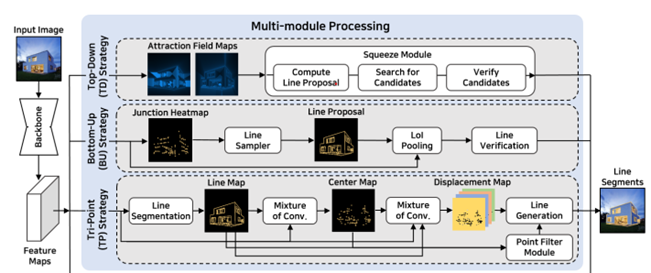 Multi-module Processing
Input Image
Backbone
Feature
Maps
Top-Down
(TD) Strategy
Attraction Field Maps
Squeeze Module
Compute
Line Proposal
Search for
Candidates
Verify
Candidates
Bottom-Up
(BU) Strategy
Junction Heatmap
Line
Sampler
Line Proposal
LoI
Pooling
Line
Verification
Tri-Point
(TP) Strategy
Line
Segmentation
Line Map
Mixture
of Conv.
Center Map
Mixture
of Conv.
Displacement Map
Line
Generation
Point Filter
Module
Line
Segments